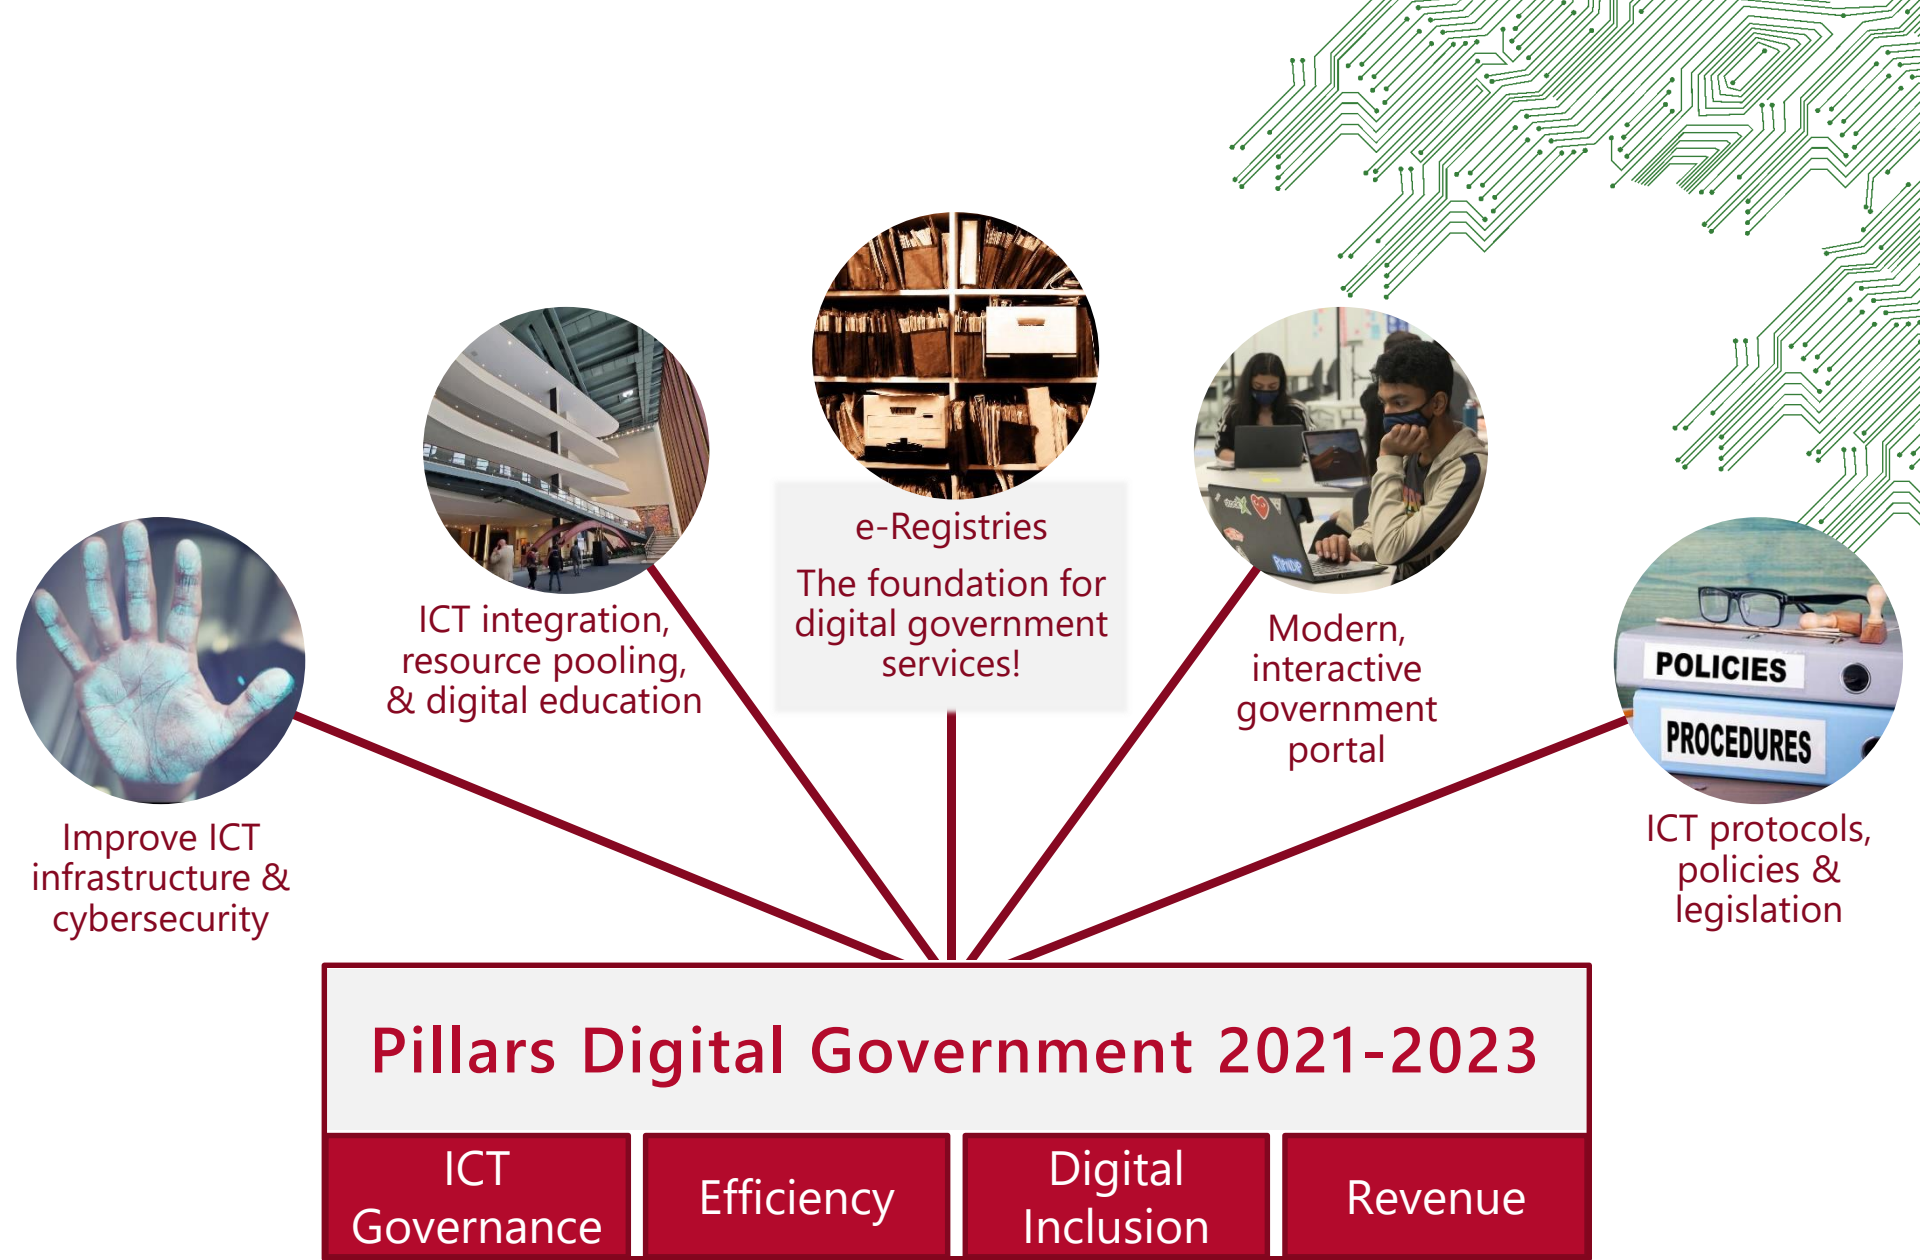 e-Registries
The foundation for
digital government
services!
ICT integration,
resource pooling,
& digital education
Modern,
interactive
government
portal
POLICIES
PROCEDURES
Improve ICT
infrastructure &
cybersecurity
ICT protocols,
policies &
legislation
Pillars Digital Government 2021-2023
ICT
Governance
Efficiency
Digital
Inclusion
Revenue